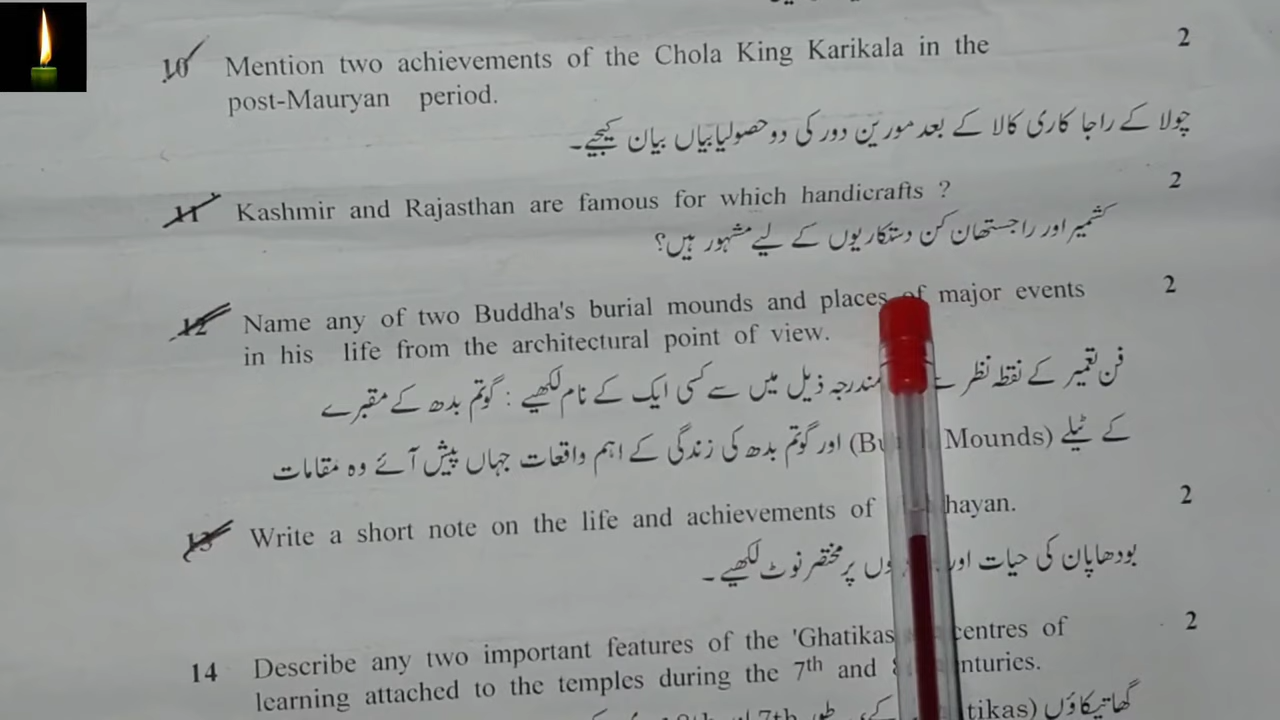 10 Mention two achievements of the Chola King Karikala in the 2
post-Mauryan period.
چولا کے راجا کاری کالا کے بعد مورین دور کی دو حصولیابیاں بیان کیجیے۔
11 Kashmir and Rajasthan are famous for which handicrafts ? 2
کشمیر اور راجستھان کن دستکاریوں کے لیے مشہور ہیں؟
12 Name any of two Buddha's burial mounds and places of major events 2
in his life from the architectural point of view.
فن تعمیر کے نقطہ نظر مندرجہ ذیل میں سے کسی ایک کے نام لکھیے : گوتم بدھ کے مقبرے
کے ٹیلے (Mounds) اور گوتم بدھ کی زندگی کے اہم واقعات جہاں پیش آئے وہ مقامات
13 Write a short note on the life and achievements of hayan. 2
بودھاپان کی حیات پر مختصر نوٹ لکھیے۔
14 Describe any two important features of the 'Ghatikas centres of 2
learning attached to the temples during the 7th and
گھاتیکاؤں 7th